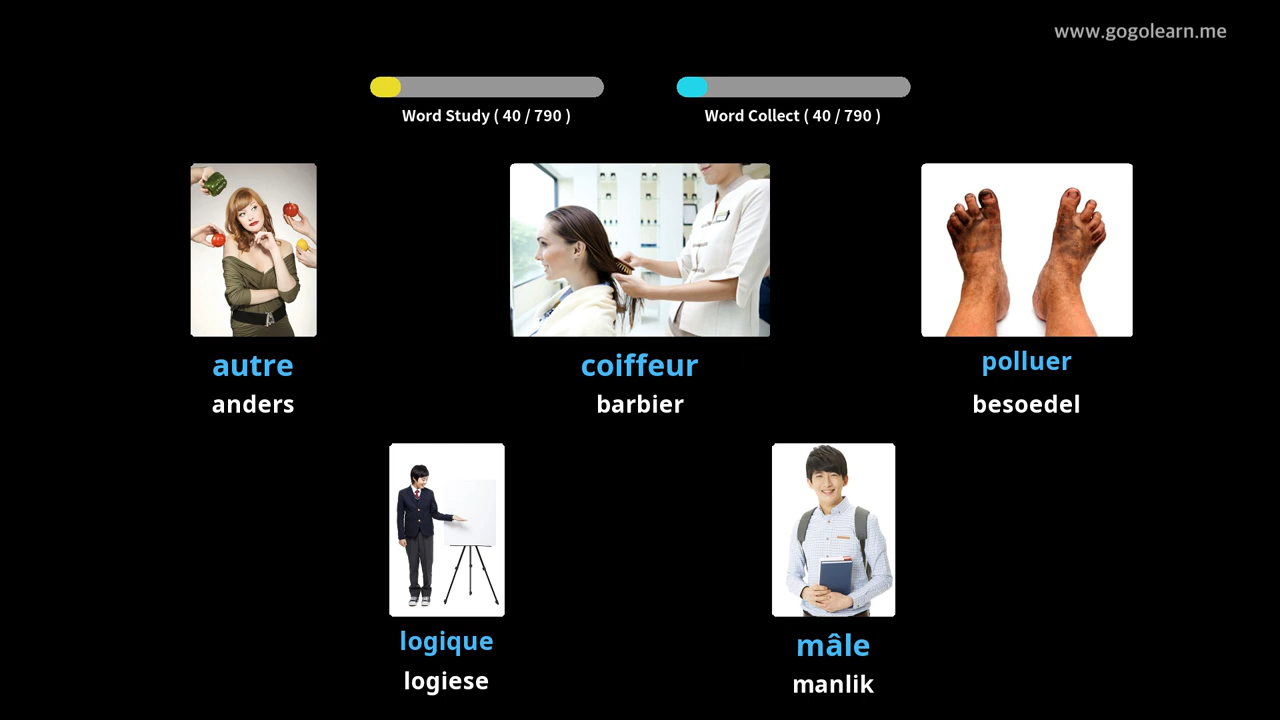 www.gogolearn.me
Word Study ( 40 / 790 )
Word Collect ( 40 / 790 )
autre
anders
coiffeur
barbier
polluer
besoedel
logique
logiese
mâle
manlik